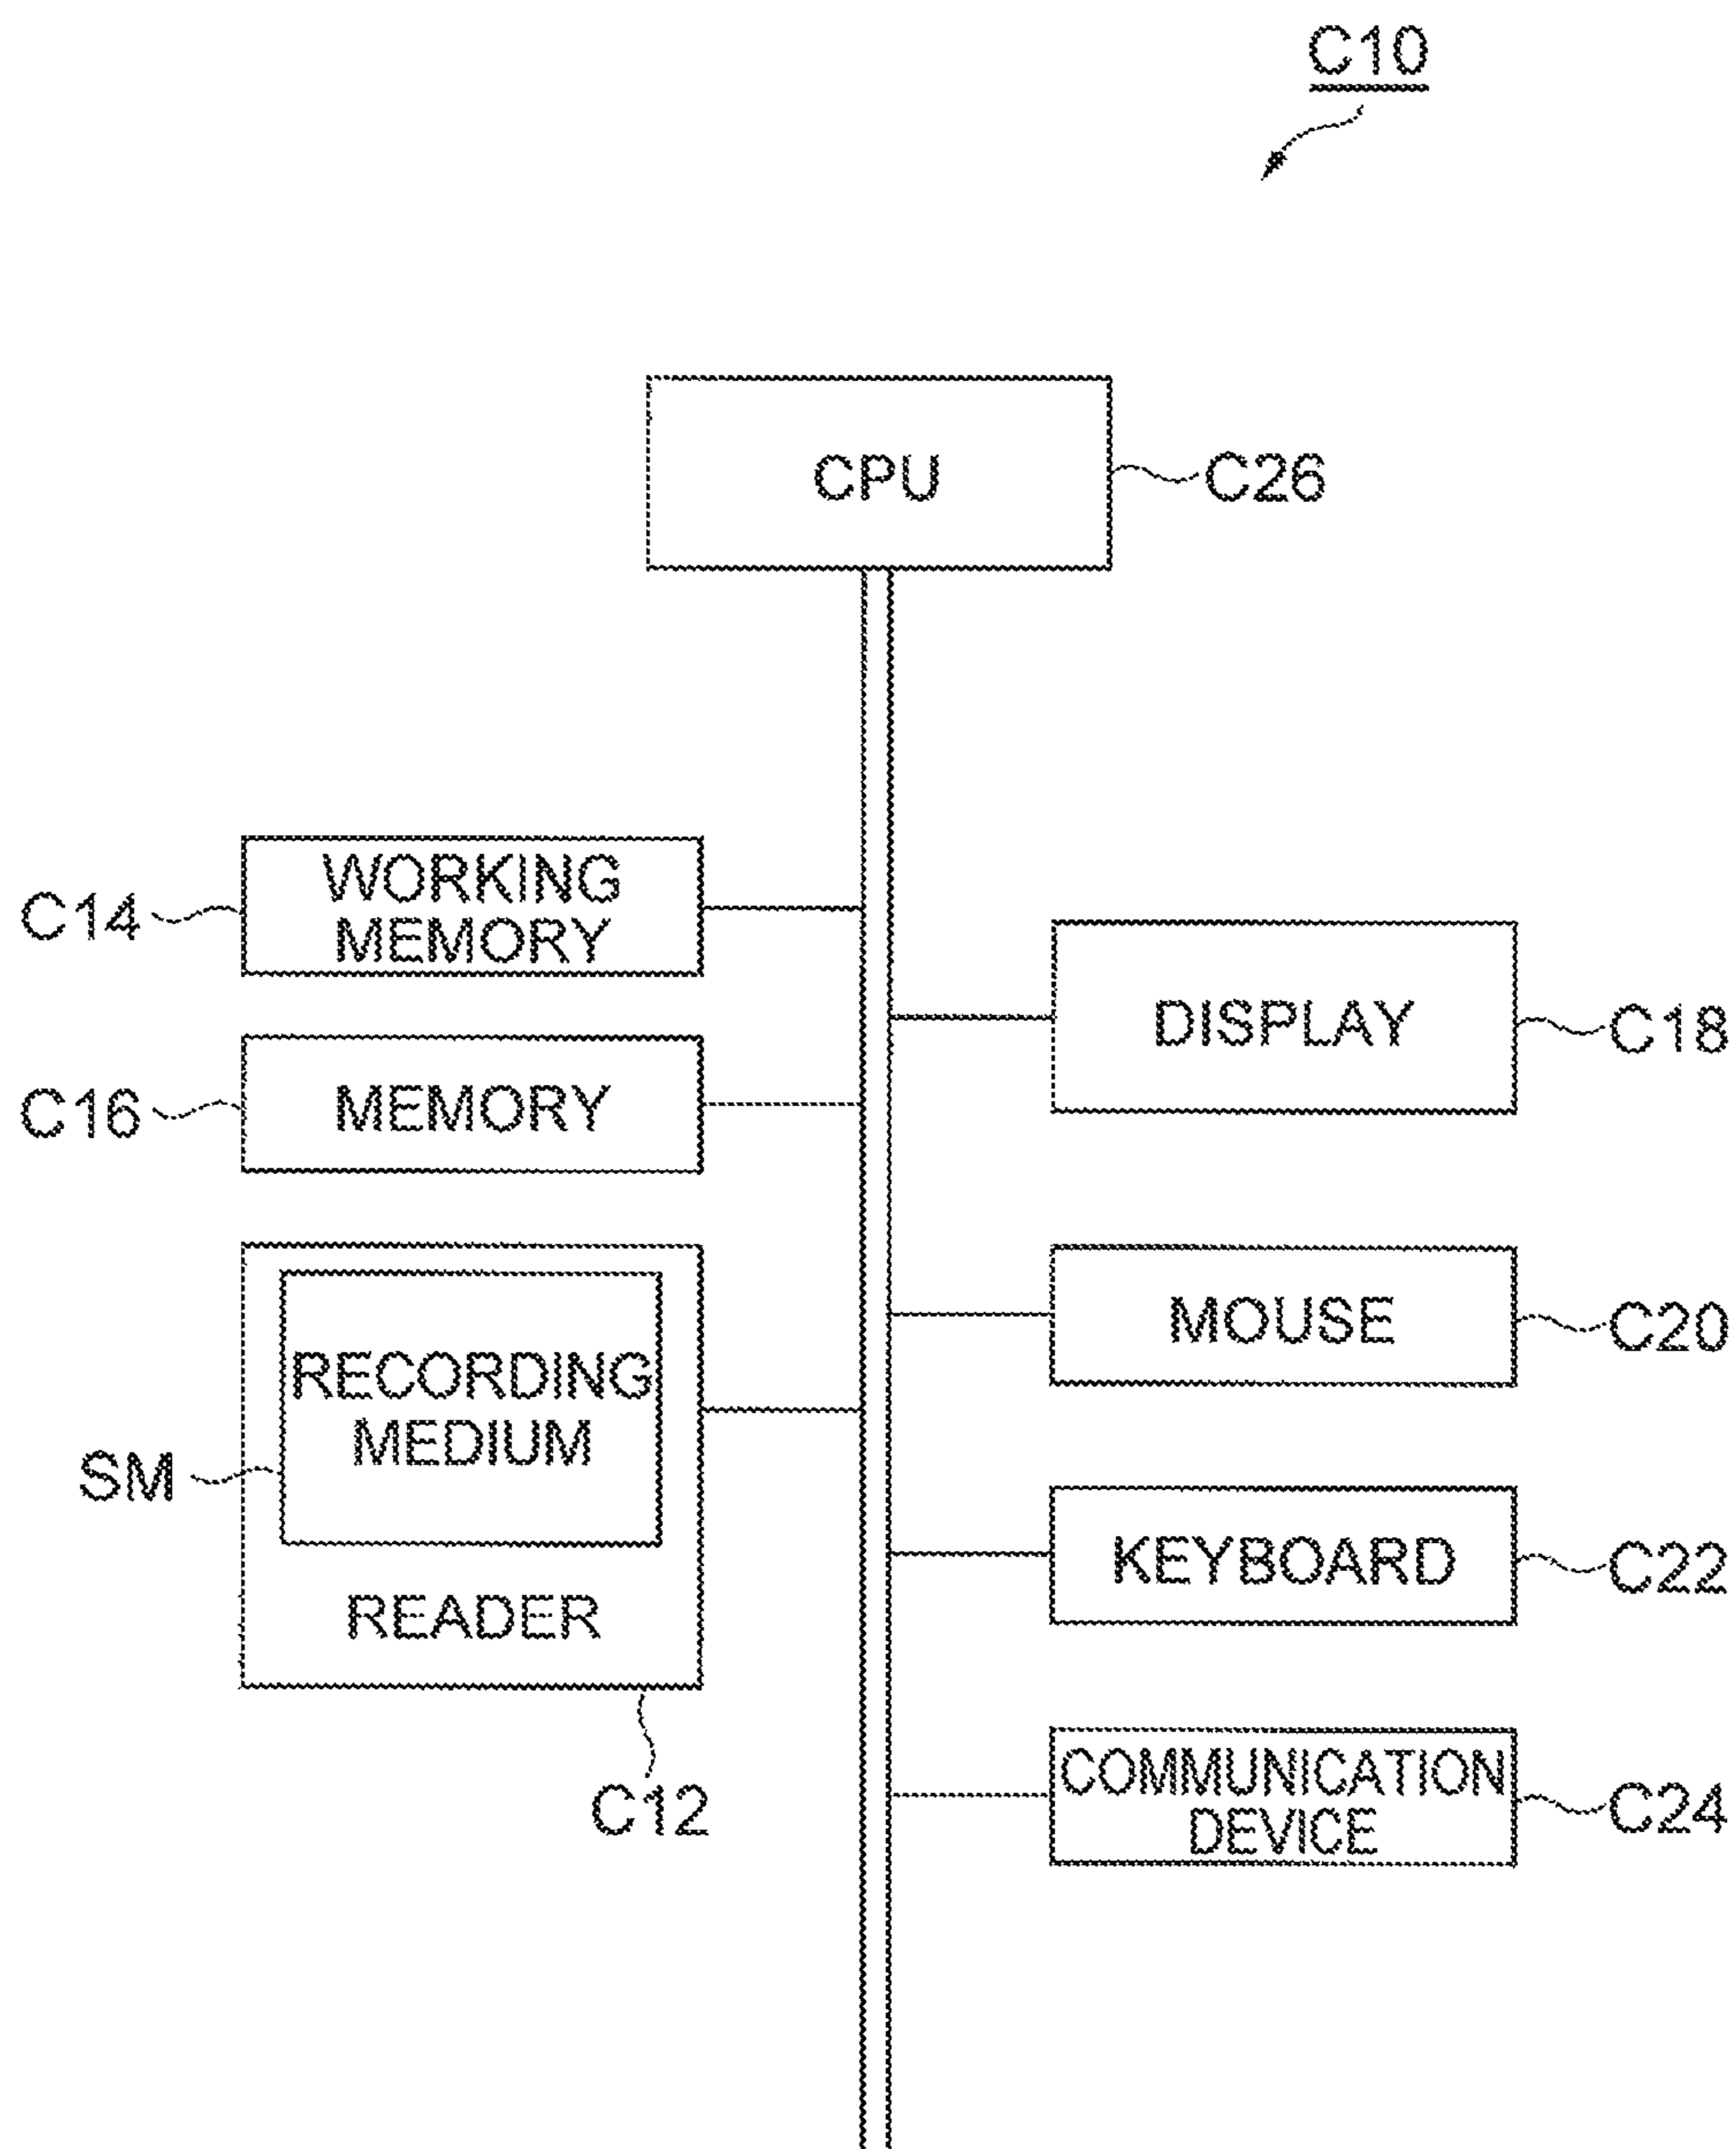 C10
CPU
C26
WORKING
MEMORY
C14
DISPLAY
C18
MEMORY
C16
RECORDING
MEDIUM
SM
READER
C12
MOUSE
C20
KEYBOARD
C22
COMMUNICATION
DEVICE
C24